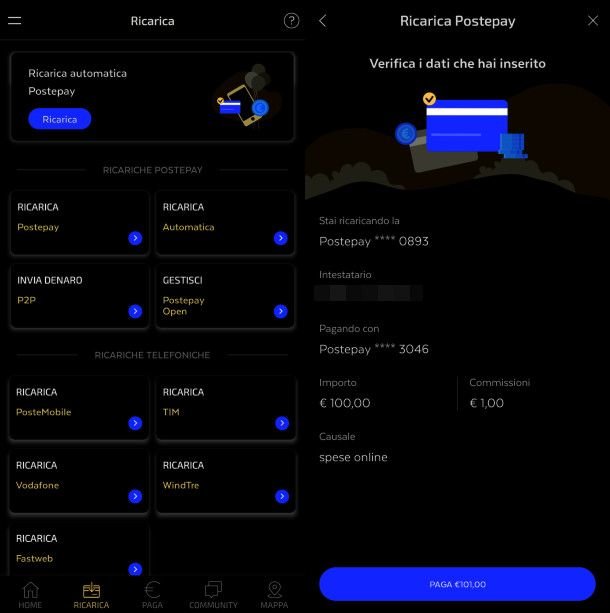 Ricarica
?
Ricarica automatica
Postepay
Ricarica
RICARICHE POSTEPAY
RICARICA
Postepay
RICARICA
Automatica
INVIA DENARO
P2P
GESTISCI
Postepay
Open
RICARICHE TELEFONICHE
RICARICA
PosteMobile
RICARICA
TIM
RICARICA
Vodafone
RICARICA
WindTre
RICARICA
Fastweb
HOME
RICARICA
PAGA
COMMUNITY
MAPPA
Ricarica Postepay
Verifica i dati che hai inserito
€
Stai ricaricando la
Postepay **** 0893
Intestatario
Pagando con
Postepay **** 3046
Importo
€ 100,00
Commissioni
€ 1,00
Causale
spese online
PAGA €101,00